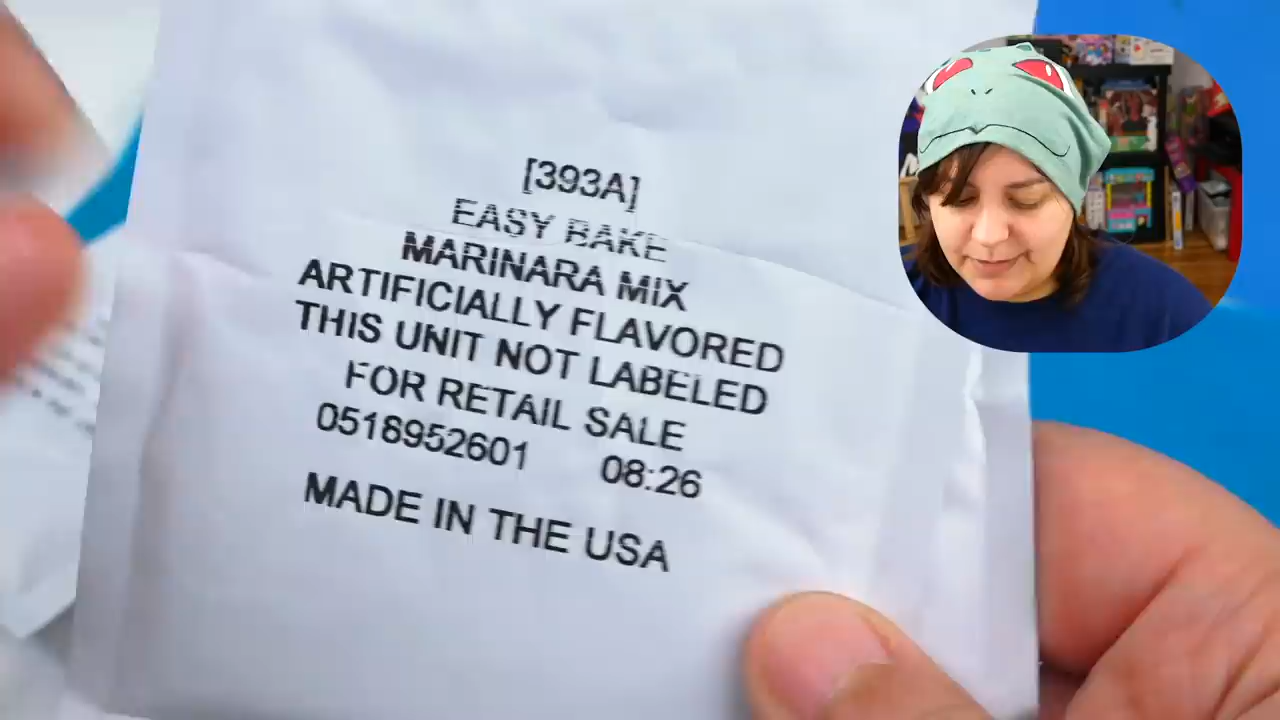 [393A]
EASY BAKE
MARINARA MIX
ARTIFICIALLY FLAVORED
THIS UNIT NOT LABELED
FOR RETAIL SALE
0518952601 08:26
MADE IN THE USA